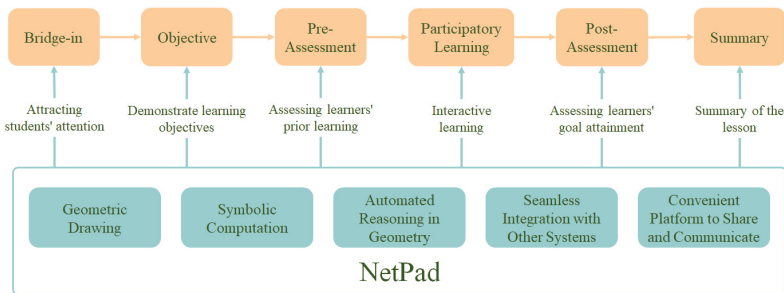 Bridge-in
Objective
Pre-
Assessment
Participatory
Learning
Post-
Assessment
Summary
Attracting
students' attention
Demonstrate learning
objectives
Assessing learners'
prior learning
Interactive
learning
Assessing learners'
goal attainment
Summary of the
lesson
Geometric
Drawing
Symbolic
Computation
Automated
Reasoning in
Geometry
Seamless
Integration with
Other Systems
Convenient
Platform to Share
and Communicate
NetPad